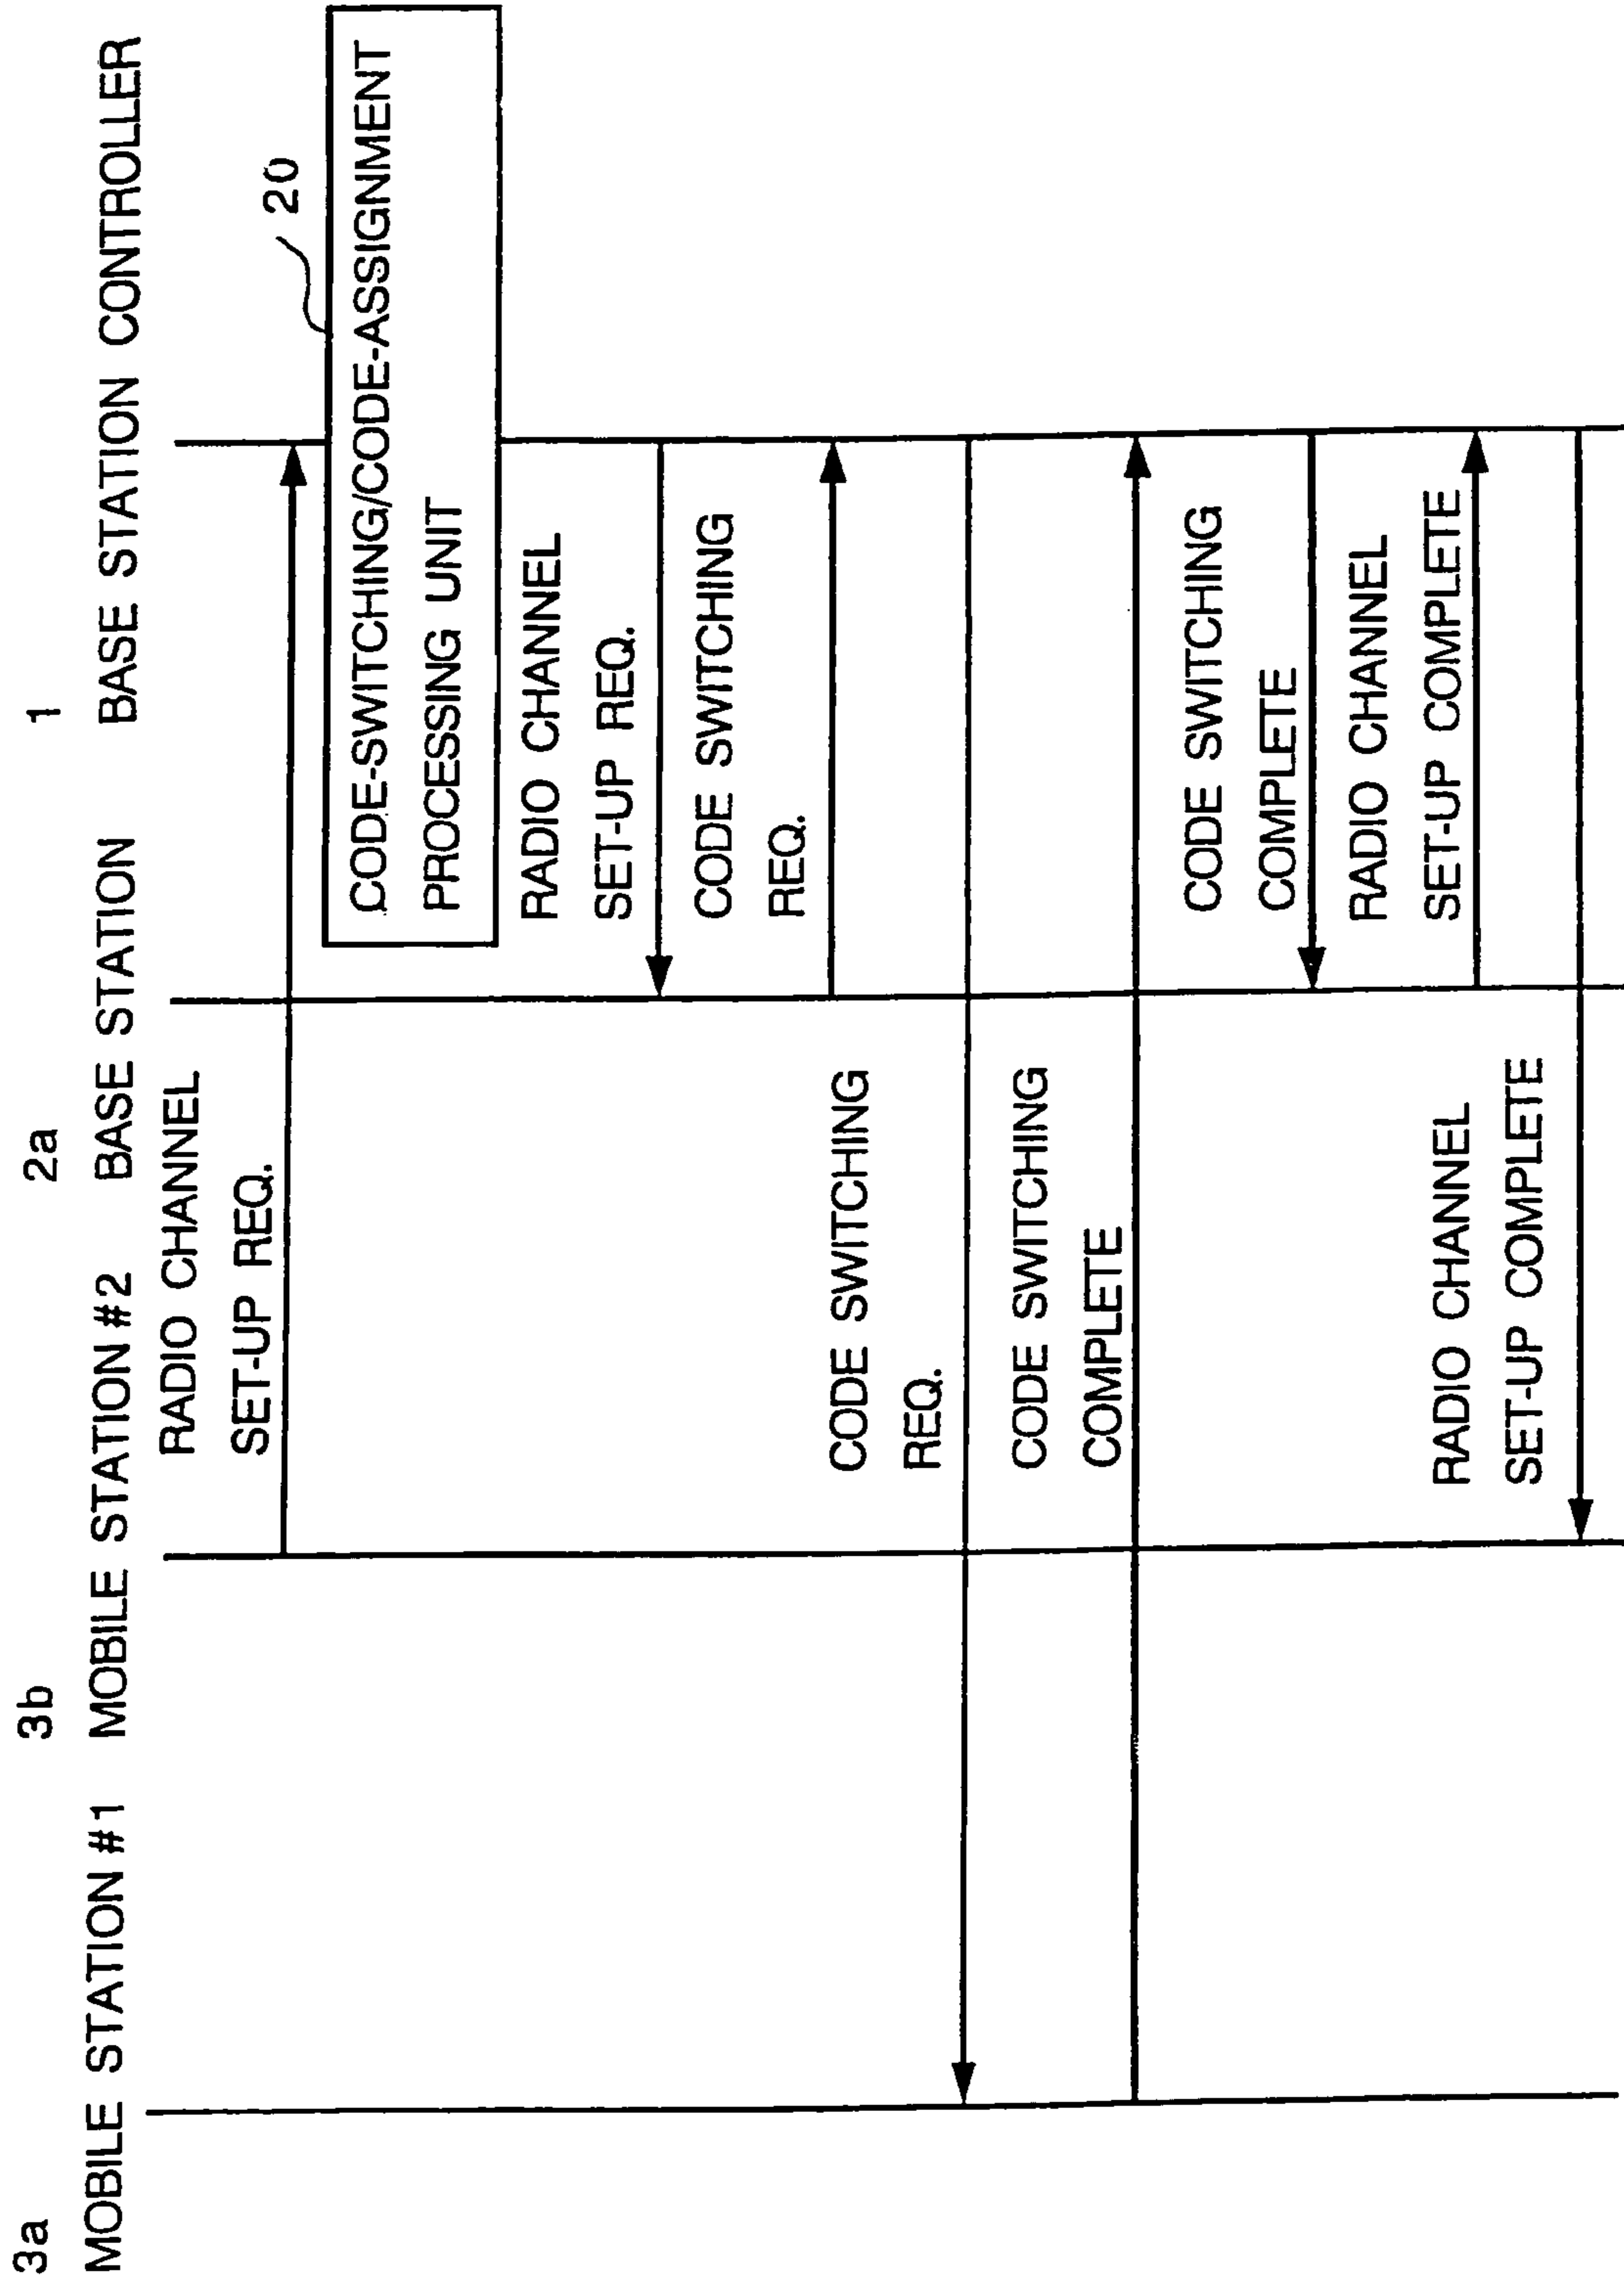 3a
3b
2a
1
MOBILE STATION #1
MOBILE STATION #2
BASE STATION
BASE STATION CONTROLLER
RADIO CHANNEL
SET-UP REQ.
20
CODE-SWITCHING/CODE-ASSIGNMENT
PROCESSING UNIT
RADIO CHANNEL
SET-UP REQ.
CODE SWITCHING
REQ.
CODE SWITCHING
REQ.
CODE SWITCHING
COMPLETE
CODE SWITCHING
COMPLETE
RADIO CHANNEL
SET-UP COMPLETE
RADIO CHANNEL
SET-UP COMPLETE